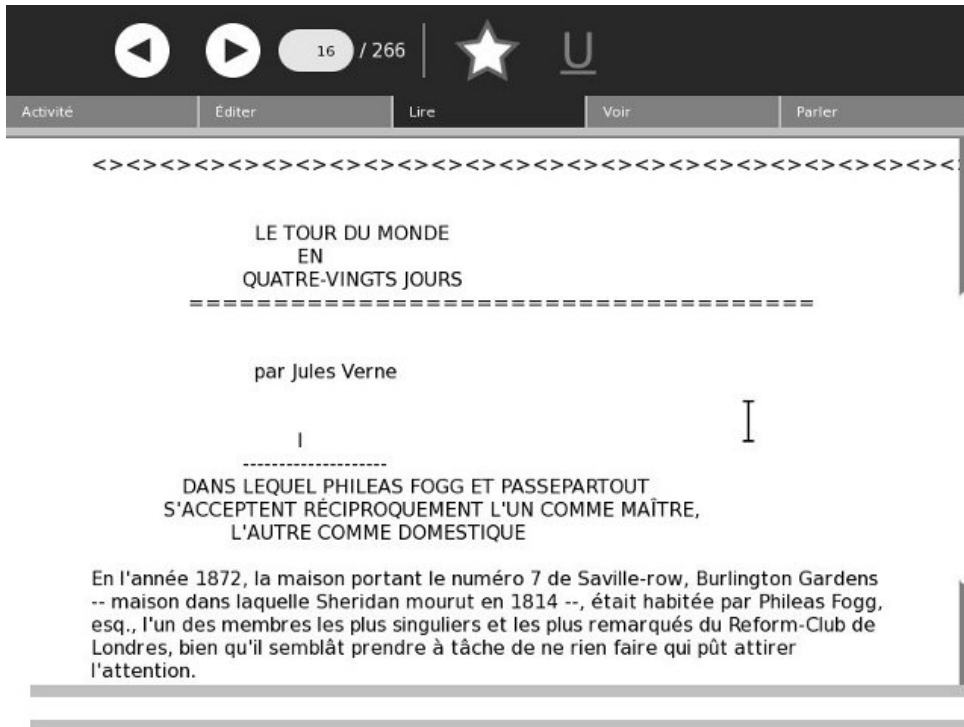 16 / 266
U
Activité Éditer Lire Voir Parler
<><><><><><><><><><><><><><><><><><><><><><><><><><
LE TOUR DU MONDE
EN
QUATRE-VINGTS JOURS
=====================================
par Jules Verne
I
--------------------
DANS LEQUEL PHILEAS FOGG ET PASSEPARTOUT
S'ACCEPTENT RÉCIPROQUEMENT L'UN COMME MAÎTRE,
L'AUTRE COMME DOMESTIQUE
En l'année 1872, la maison portant le numéro 7 de Saville-row, Burlington Gardens
-- maison dans laquelle Sheridan mourut en 1814 --, était habitée par Phileas Fogg,
esq., l'un des membres les plus singuliers et les plus remarqués du Reform-Club de
Londres, bien qu'il semblât prendre à tâche de ne rien faire qui pût attirer
l'attention.